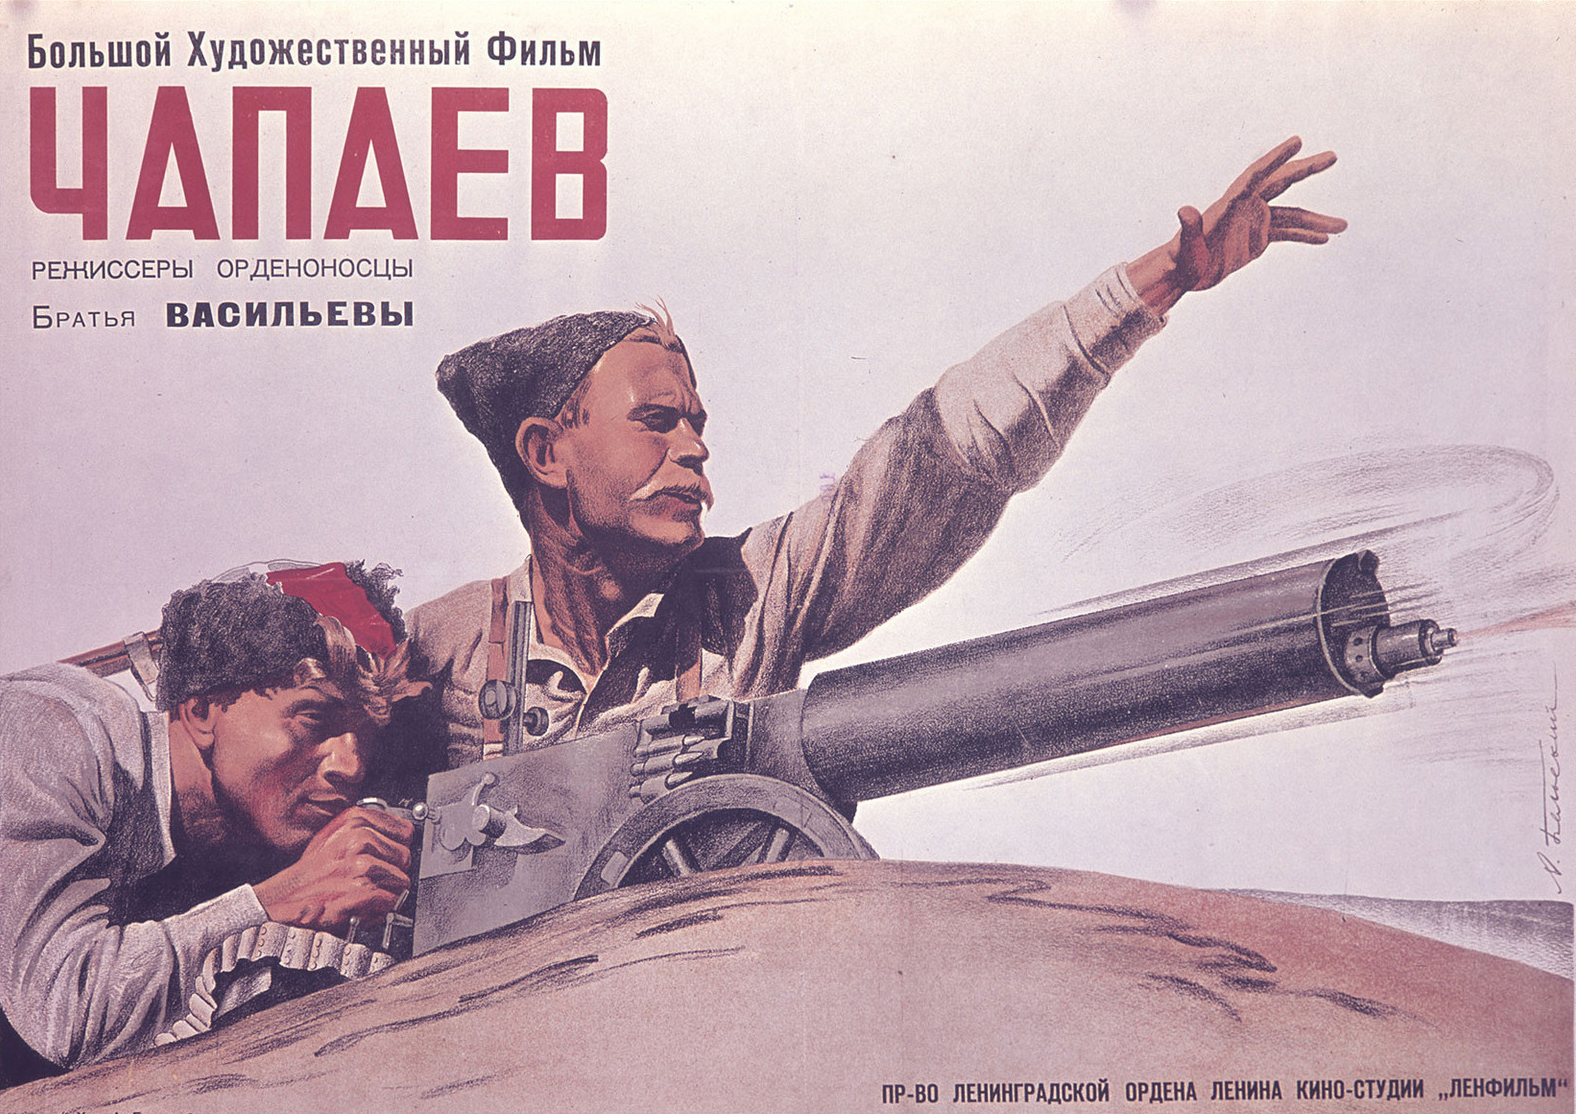 Большой Художественный Фильм
ЧАПАЕВ
РЕЖИССЕРЫ ОРДЕНОНОСЦЫ
Братья ВАСИЛЬЕВЫ
ПР-ВО ЛЕНИНГРАДСКОЙ ОРДЕНА ЛЕНИНА КИНО-СТУДИИ „ЛЕНФИЛЬМ“